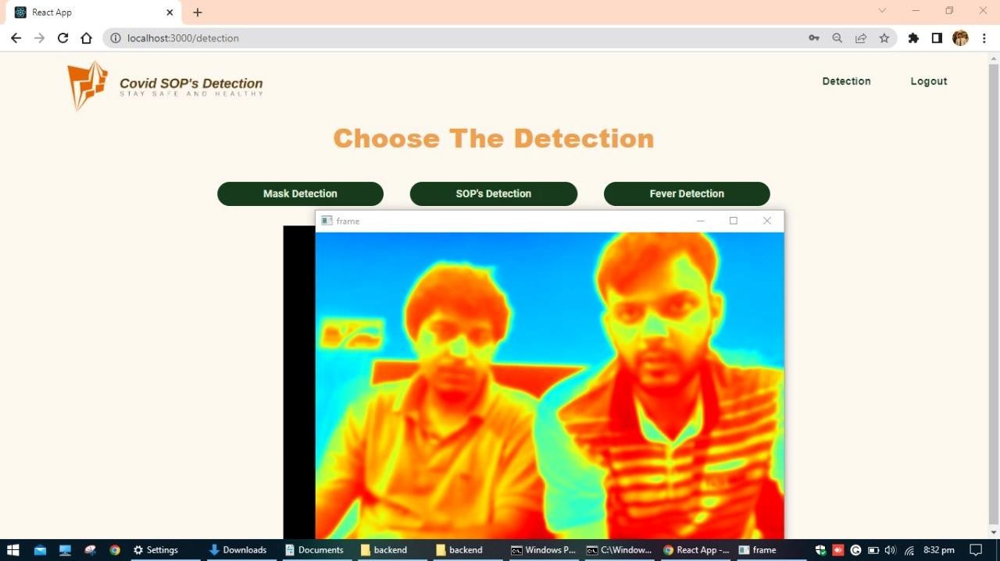 React App
localhost:3000/detection
Covid SOP's Detection
STAY SAFE AND HEALTHY
Detection
Logout
Choose The Detection
Mask Detection
SOP's Detection
Fever Detection
frame
Settings
Downloads
Documents
backend
backend
Windows P...
C:\Window...
React App -...
frame
8:32 pm